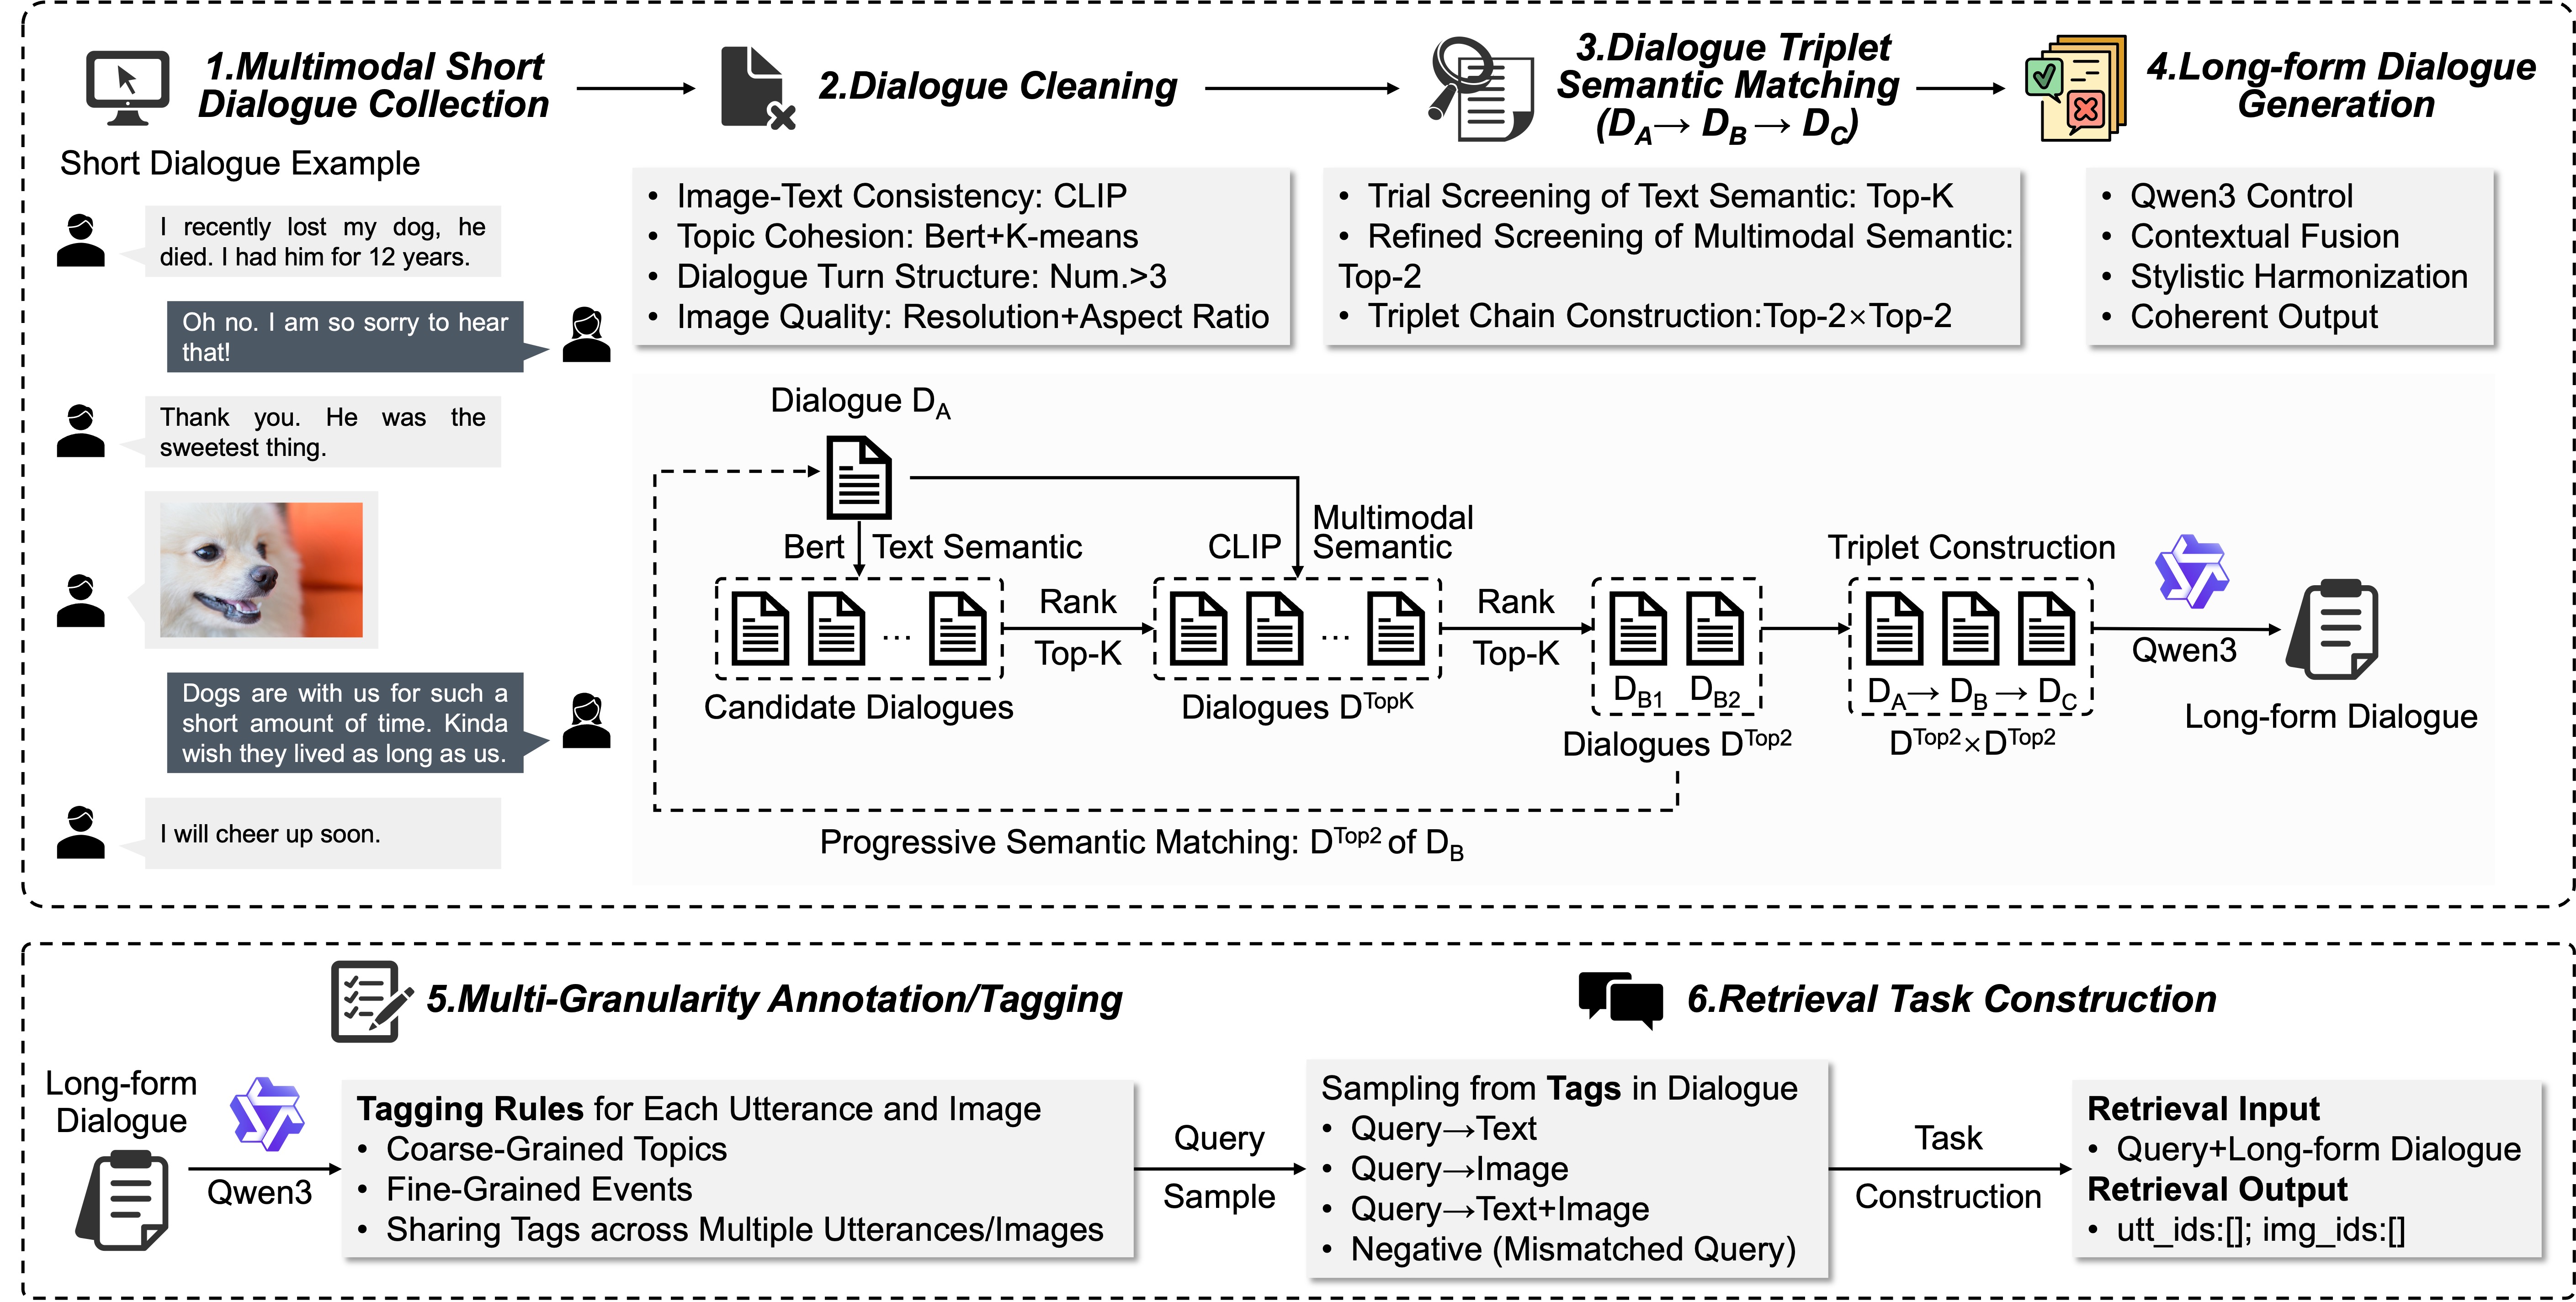 1.Multimodal Short
Dialogue Collection
2.Dialogue Cleaning
3.Dialogue Triplet
Semantic Matching
(D_A→ D_B → D_C)
4.Long-form Dialogue
Generation
Short Dialogue Example
I recently lost my dog, he
died. I had him for 12 years.
Oh no. I am so sorry to hear
that!
Thank you. He was the
sweetest thing.
Dogs are with us for such a
short amount of time. Kinda
wish they lived as long as us.
I will cheer up soon.
• Image-Text Consistency: CLIP
• Topic Cohesion: Bert+K-means
• Dialogue Turn Structure: Num.>3
• Image Quality: Resolution+Aspect Ratio
• Trial Screening of Text Semantic: Top-K
• Refined Screening of Multimodal Semantic:
Top-2
• Triplet Chain Construction:Top-2×Top-2
• Qwen3 Control
• Contextual Fusion
• Stylistic Harmonization
• Coherent Output
Dialogue D_A
Bert
Text Semantic
CLIP
Multimodal
Semantic
...
Candidate Dialogues
Rank
Top-K
...
Dialogues D^TopK
Rank
Top-K
D_B1 D_B2
Dialogues D^Top2
Triplet Construction
D_A→ D_B → D_C
D^Top2×D^Top2
Qwen3
Long-form Dialogue
Progressive Semantic Matching: D^Top2 of D_B
5.Multi-Granularity Annotation/Tagging
6.Retrieval Task Construction
Long-form
Dialogue
Qwen3
Tagging Rules for Each Utterance and Image
• Coarse-Grained Topics
• Fine-Grained Events
• Sharing Tags across Multiple Utterances/Images
Query
Sample
Sampling from Tags in Dialogue
• Query→Text
• Query→Image
• Query→Text+Image
• Negative (Mismatched Query)
Task
Construction
Retrieval Input
• Query+Long-form Dialogue
Retrieval Output
• utt_ids:[]; img_ids:[]